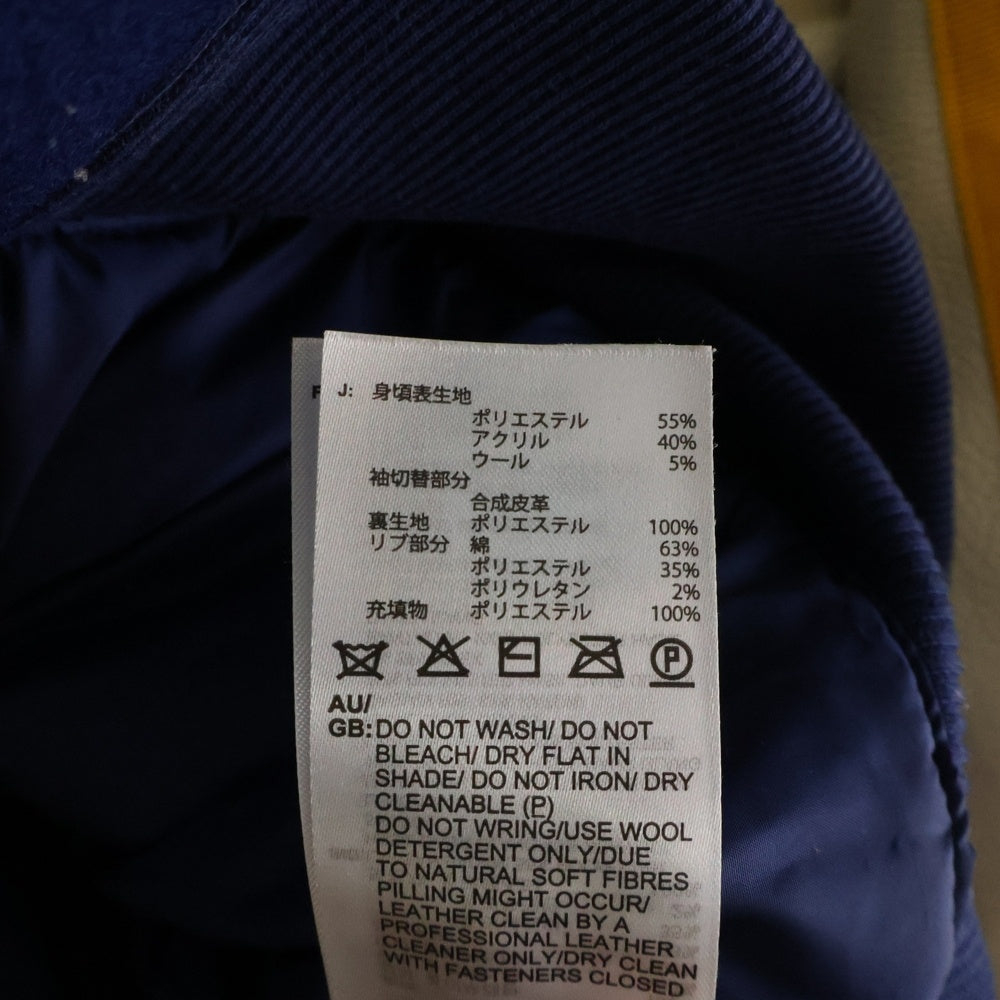 F J: 身頃表生地
ポリエステル 55%
アクリル 40%
ウール 5%
袖切替部分
合成皮革
裏生地 ポリエステル 100%
リブ部分 綿 63%
ポリエステル 35%
ポリウレタン 2%
充填物 ポリエステル 100%
P
AU/
GB: DO NOT WASH/ DO NOT
BLEACH/ DRY FLAT IN
SHADE/ DO NOT IRON/ DRY
CLEANABLE (P)
DO NOT WRING/USE WOOL
DETERGENT ONLY/DUE
TO NATURAL SOFT FIBRES
PILLING MIGHT OCCUR/
LEATHER CLEAN BY A
PROFESSIONAL LEATHER
CLEANER ONLY/DRY CLEAN
WITH FASTENERS CLOSED